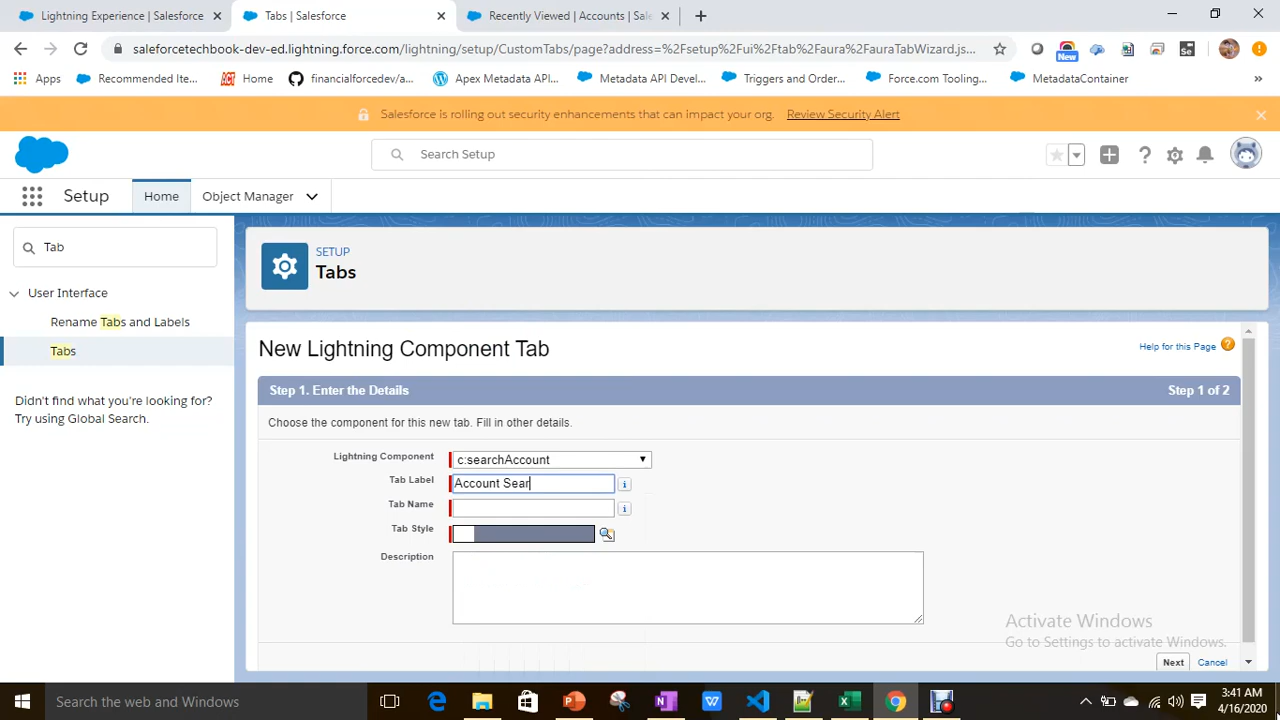 Lightning Experience | Salesforce
Tabs | Salesforce
Recently Viewed | Accounts | Sale
saleforcetechbook-dev-ed.lightning.force.com/lightning/setup/CustomTabs/page?address=%2Fsetup%2Fui%2Ftab%2Faura%2FauraTabWizard.js...
New
Se
Apps
Recommended Ite...
ACT
Home
financialforcedev/a...
Apex Metadata API...
Metadata API Devel...
Triggers and Order...
Force.com Tooling...
MetadataContainer
Salesforce is rolling out security enhancements that can impact your org. Review Security Alert
Search Setup
Setup
Home
Object Manager
Tab
User Interface
Rename Tabs and Labels
Tabs
Didn't find what you're looking for?
Try using Global Search.
SETUP
Tabs
New Lightning Component Tab
Help for this Page
Step 1. Enter the Details
Step 1 of 2
Choose the component for this new tab. Fill in other details.
Lightning Component
c:searchAccount
Tab Label
Account Sear
Tab Name
Tab Style
Description
Activate Windows
Go to Settings to activate Windows.
Next
Cancel
Search the web and Windows
3:41 AM
4/16/2020